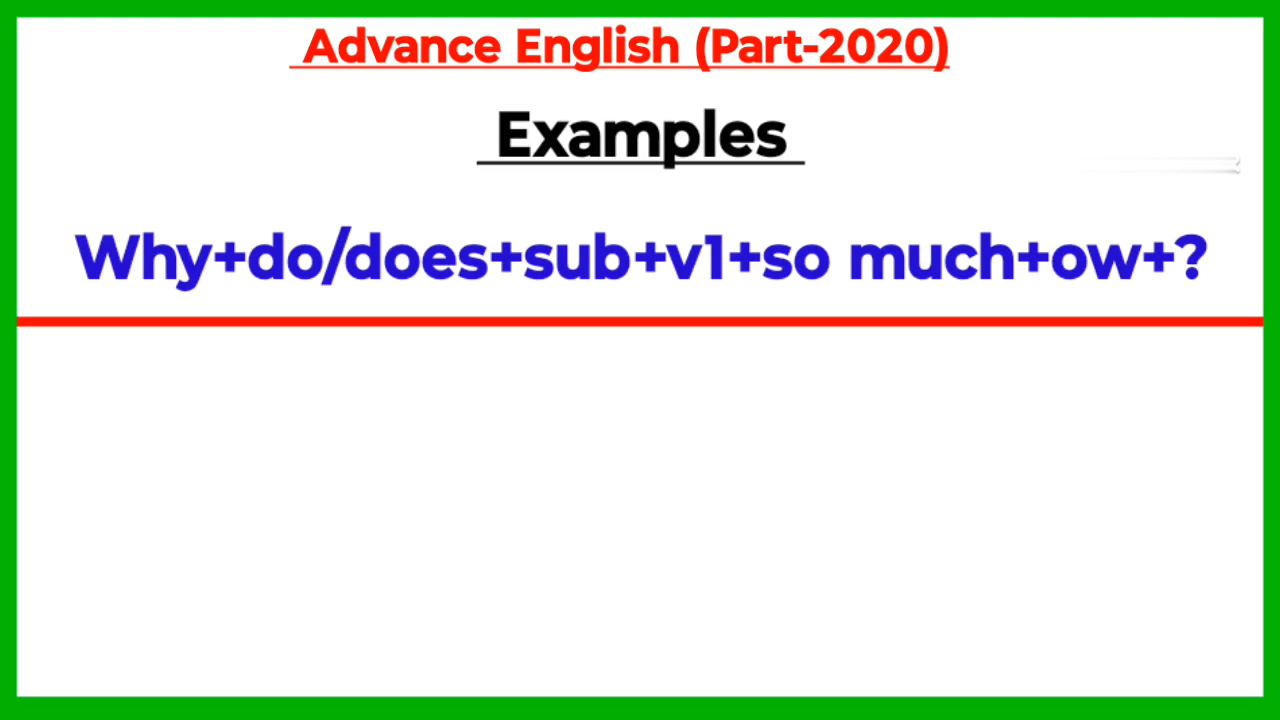 Advance English (Part-2020)
Examples
Why+do/does+sub+v1+so much+ow+?